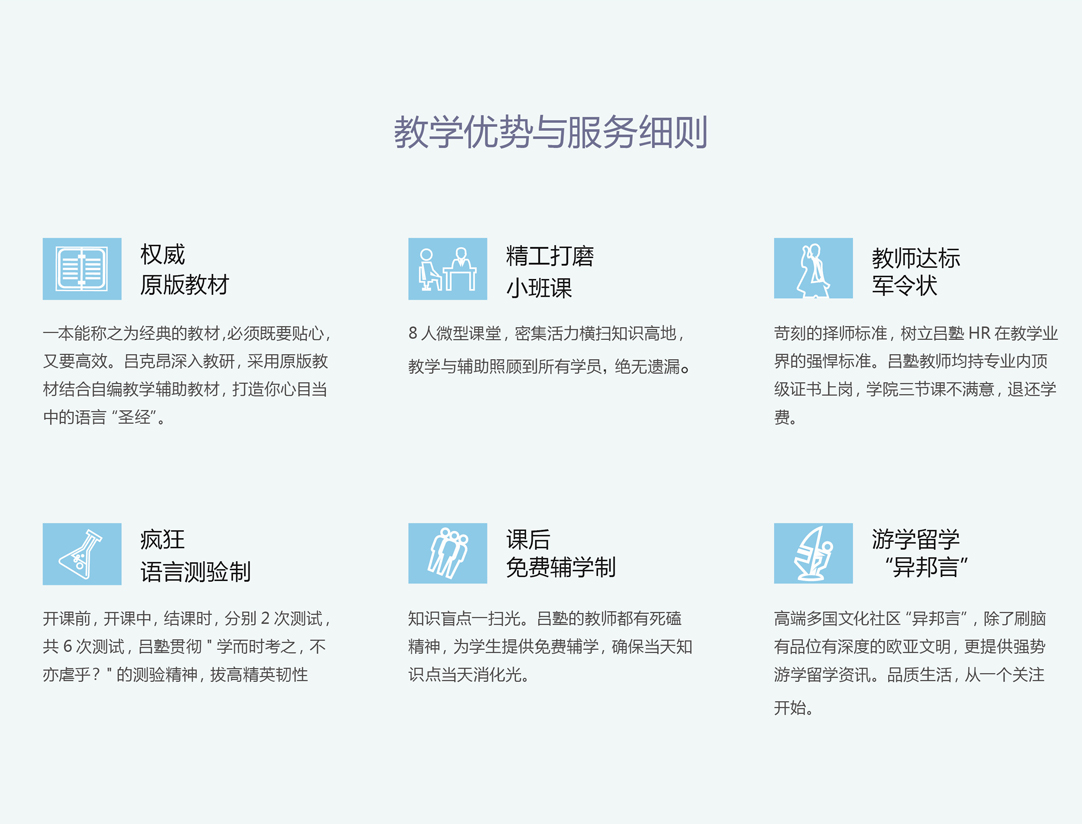 教学优势与服务细则
权威
原版教材
一本能称之为经典的教材,必须既要贴心,
又要高效。吕克昂深入教研,采用原版教
材结合自编教学辅助教材,打造你心目当
中的语言“圣经”。
精工打磨
小班课
8人微型课堂,密集活力横扫知识高地,
教学与辅助照顾到所有学员,绝无遗漏。
教师达标
军令状
苛刻的择师标准,树立吕塾 HR 在教学业
界的强悍标准。吕塾教师均持专业内顶
级证书上岗,学院三节课不满意,退还学
费。
疯狂
语言测验制
开课前,开课中,结课时,分别2次测试,
共6次测试,吕塾贯彻"学而时考之,不
亦虐乎?"的测验精神,拔高精英韧性
课后
免费辅学制
知识盲点一扫光。吕塾的教师都有死磕
精神,为学生提供免费辅学,确保当天知
识点当天消化光。
游学留学
“异邦言”
高端多国文化社区“异邦言”,除了刷脑
有品位有深度的欧亚文明,更提供强势
游学留学资讯。品质生活,从一个关注
开始。